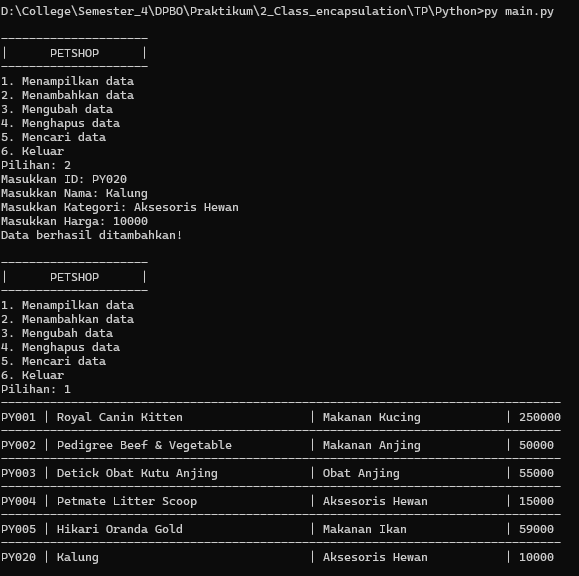 D:\College\Semester_4\DPBO\Praktikum\2_Class_encapsulation\TP\Python>py main.py
---------------------
|      PETSHOP      |
---------------------
1. Menampilkan data
2. Menambahkan data
3. Mengubah data
4. Menghapus data
5. Mencari data
6. Keluar
Pilihan: 2
Masukkan ID: PY020
Masukkan Nama: Kalung
Masukkan Kategori: Aksesoris Hewan
Masukkan Harga: 10000
Data berhasil ditambahkan!
---------------------
|      PETSHOP      |
---------------------
1. Menampilkan data
2. Menambahkan data
3. Mengubah data
4. Menghapus data
5. Mencari data
6. Keluar
Pilihan: 1
--------------------------------------------------------------------------------
PY001 | Royal Canin Kitten                  | Makanan Kucing            | 250000
--------------------------------------------------------------------------------
PY002 | Pedigree Beef & Vegetable           | Makanan Anjing            | 50000
--------------------------------------------------------------------------------
PY003 | Detick Obat Kutu Anjing             | Obat Anjing               | 55000
--------------------------------------------------------------------------------
PY004 | Petmate Litter Scoop                | Aksesoris Hewan           | 15000
--------------------------------------------------------------------------------
PY005 | Hikari Oranda Gold                  | Makanan Ikan              | 59000
--------------------------------------------------------------------------------
PY020 | Kalung                              | Aksesoris Hewan           | 10000